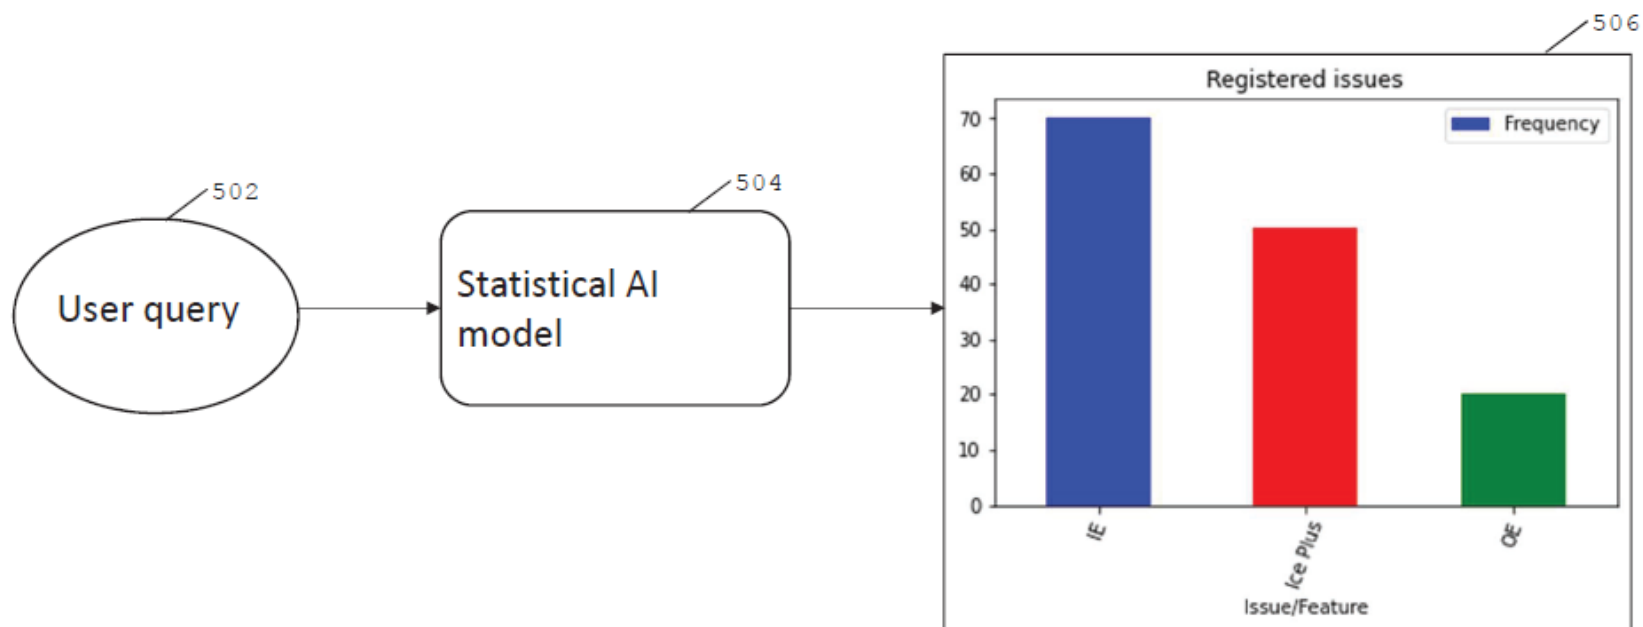 502
User query
504
Statistical AI
model
506
Registered issues
Frequency
70
60
50
40
30
20
10
0
IE
Ice Plus
OE
Issue/Feature